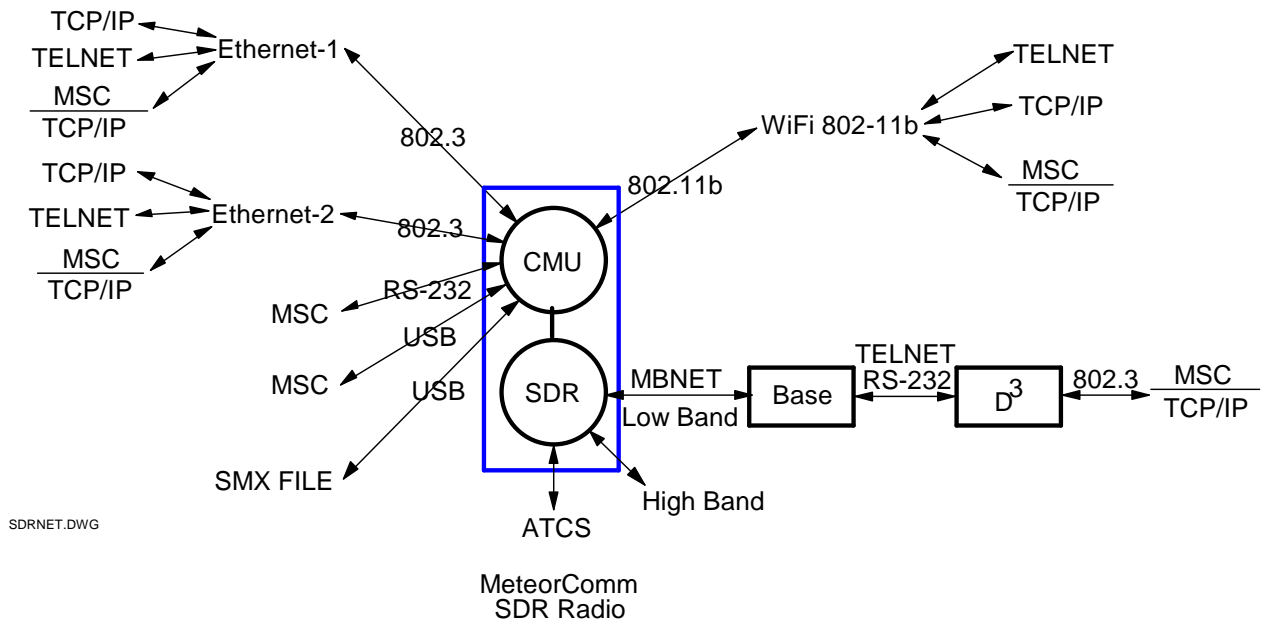 TCP/IP
TELNET
MSC
TCP/IP
Ethernet-1
802.3
TCP/IP
TELNET
MSC
TCP/IP
Ethernet-2
802.3
MSC
RS-232
MSC
USB
SMX FILE
USB
CMU
SDR
802.11b
WiFi 802-11b
TELNET
TCP/IP
MSC
TCP/IP
MBNET
Low Band
Base
TELNET
RS-232
D3
802.3
MSC
TCP/IP
High Band
ATCS
SDRNET.DWG
MeteorComm
SDR Radio